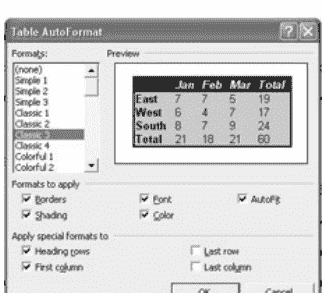 Table AutoFormat
Formats:
Preview
(none)
Simple 1
Simple 2
Simple 3
Classic 1
Classic 2
Classic 3
Classic 4
Colorful 1
Colorful 2
Jan Feb Mar Total
East 7 7 5 19
West 6 4 7 17
South 8 7 9 24
Total 21 18 21 60
Formats to apply
Borders Font AutoFit
Shading Color
Apply special formats to
Heading rows Last row
First column Last column
OK Cancel